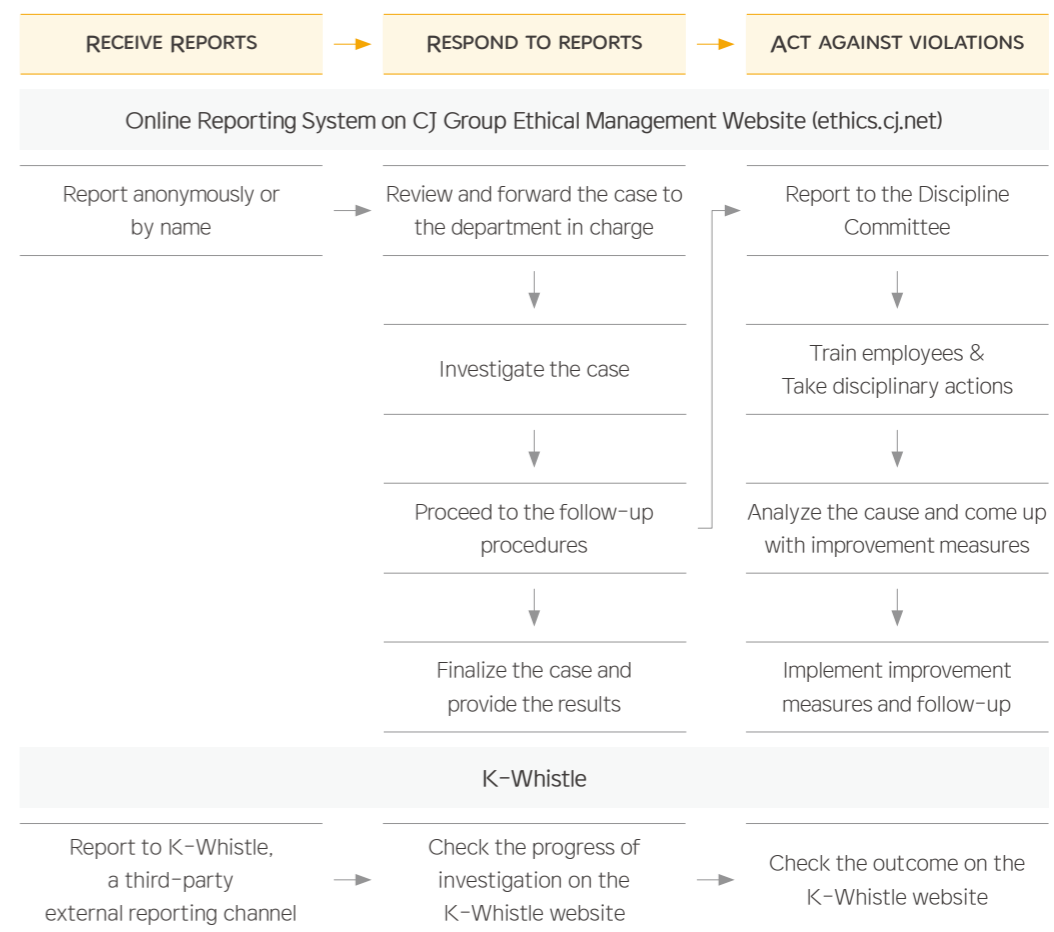 RECEIVE REPORTS
RESPOND TO REPORTS
ACT AGAINST VIOLATIONS
Online Reporting System on CJ Group Ethical Management Website (ethics.cj.net)
Report anonymously or
by name
Review and forward the case to
the department in charge
Report to the Discipline
Committee
Investigate the case
Train employees &
Take disciplinary actions
Proceed to the follow-up
procedures
Analyze the cause and come up
with improvement measures
Finalize the case and
provide the results
Implement improvement
measures and follow-up
K-Whistle
Report to K-Whistle,
a third-party
external reporting channel
Check the progress of
investigation on the
K-Whistle website
Check the outcome on the
K-Whistle website